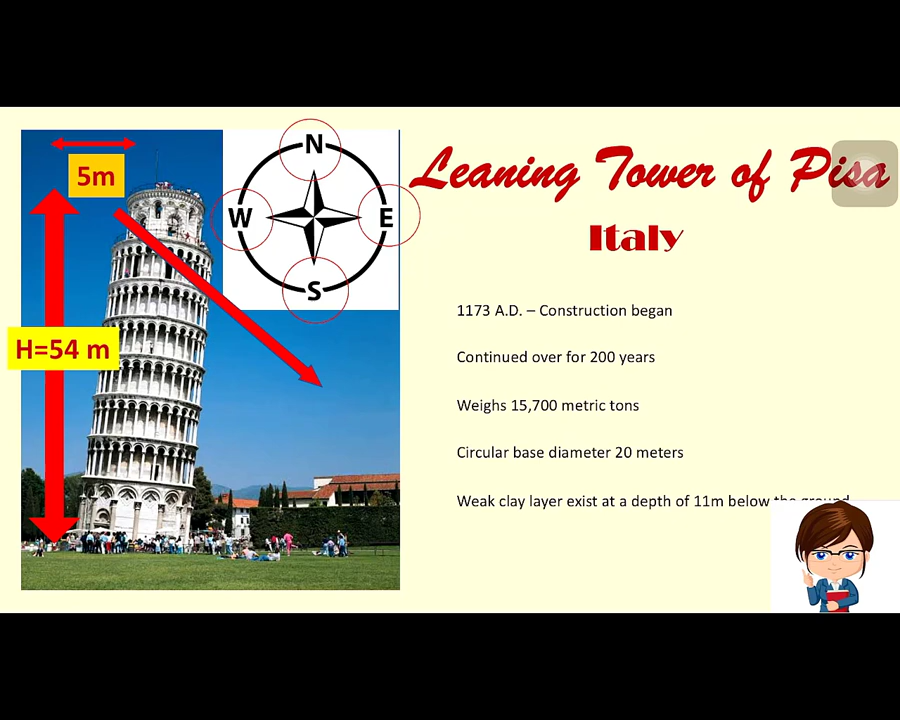 5m
H=54 m
N
W
E
S
Leaning Tower of Pisa
Italy
1173 A.D. – Construction began
Continued over for 200 years
Weighs 15,700 metric tons
Circular base diameter 20 meters
Weak clay layer exist at a depth of 11m below the ground